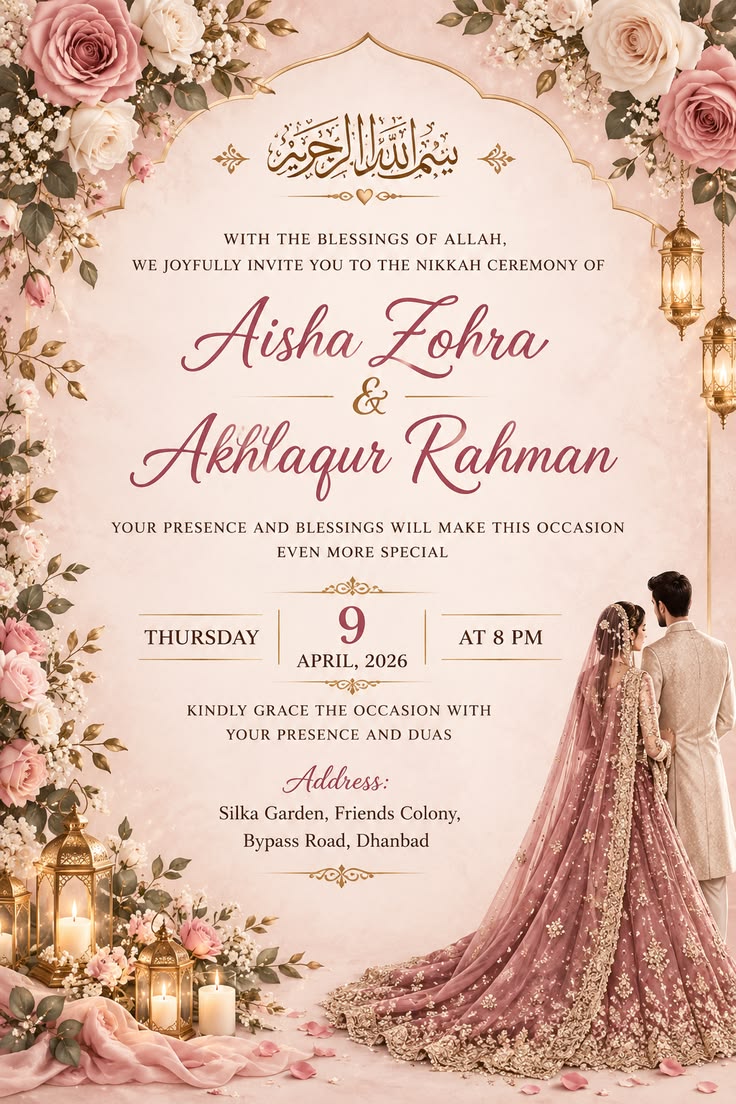 بسم الله الرحمن الرحيم
WITH THE BLESSINGS OF ALLAH,
WE JOYFULLY INVITE YOU TO THE NIKKAH CEREMONY OF
Aisha Zohra
&
Akhlaqur Rahman
YOUR PRESENCE AND BLESSINGS WILL MAKE THIS OCCASION
EVEN MORE SPECIAL
THURSDAY
9
APRIL, 2026
AT 8 PM
KINDLY GRACE THE OCCASION WITH
YOUR PRESENCE AND DUAS
Address:
Silka Garden, Friends Colony,
Bypass Road, Dhanbad